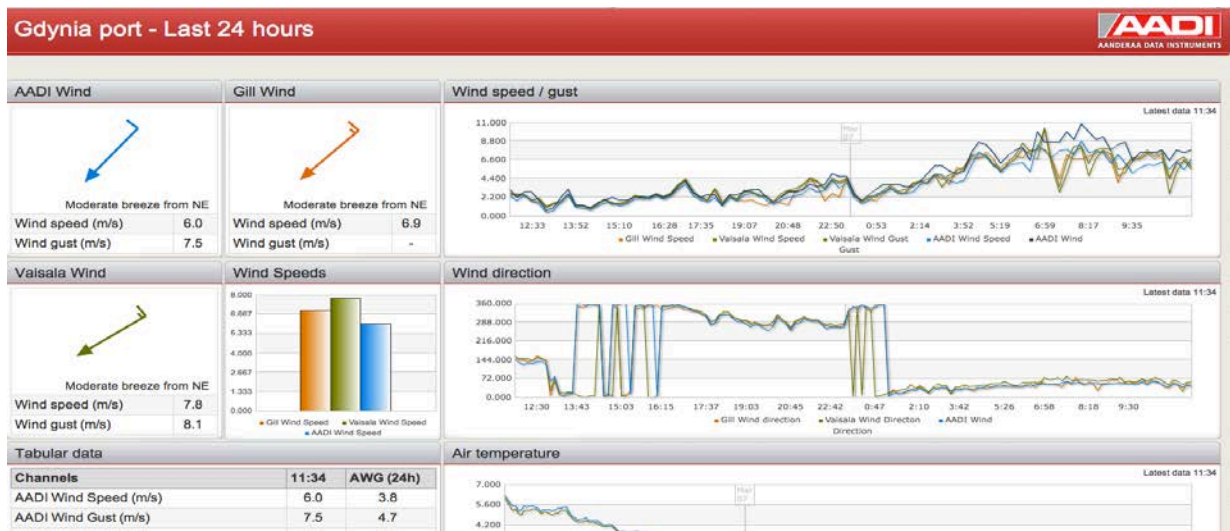 Gdynia port - Last 24 hours
AADI
AANDERAA DATA INSTRUMENTS
AADI Wind
Moderate breeze from NE
Wind speed (m/s) 6.0
Wind gust (m/s) 7.5
Gill Wind
Moderate breeze from NE
Wind speed (m/s) 6.9
Wind gust (m/s) -
Wind speed / gust
Latest data 11:34
11.000
8.800
6.600
4.400
2.200
0.000
Mar
07
12:33 13:52 15:10 16:28 17:35 19:07 20:48 22:50 0:53 2:14 3:52 5:19 6:59 8:17 9:35
Gill Wind Speed Vaisala Wind Speed Vaisala Wind Gust AADI Wind Speed AADI Wind
Gust
Vaisala Wind
Moderate breeze from NE
Wind speed (m/s) 7.8
Wind gust (m/s) 8.1
Wind Speeds
8.000
6.667
5.333
4.000
2.667
1.333
0.000
Gill Wind Speed Vaisala Wind Speed
AADI Wind Speed
Wind direction
Latest data 11:34
360.000
288.000
216.000
144.000
72.000
0.000
12:30 13:43 15:03 16:15 17:37 19:03 20:45 22:42 0:47 2:10 3:42 5:26 6:58 8:18 9:30
Gill Wind direction Vaisala Wind Directon AADI Wind
Direction
Tabular data
Channels 11:34 AWG (24h)
AADI Wind Speed (m/s) 6.0 3.8
AADI Wind Gust (m/s) 7.5 4.7
Air temperature
Latest data 11:34
7.000
5.600
4.200
Mar
07